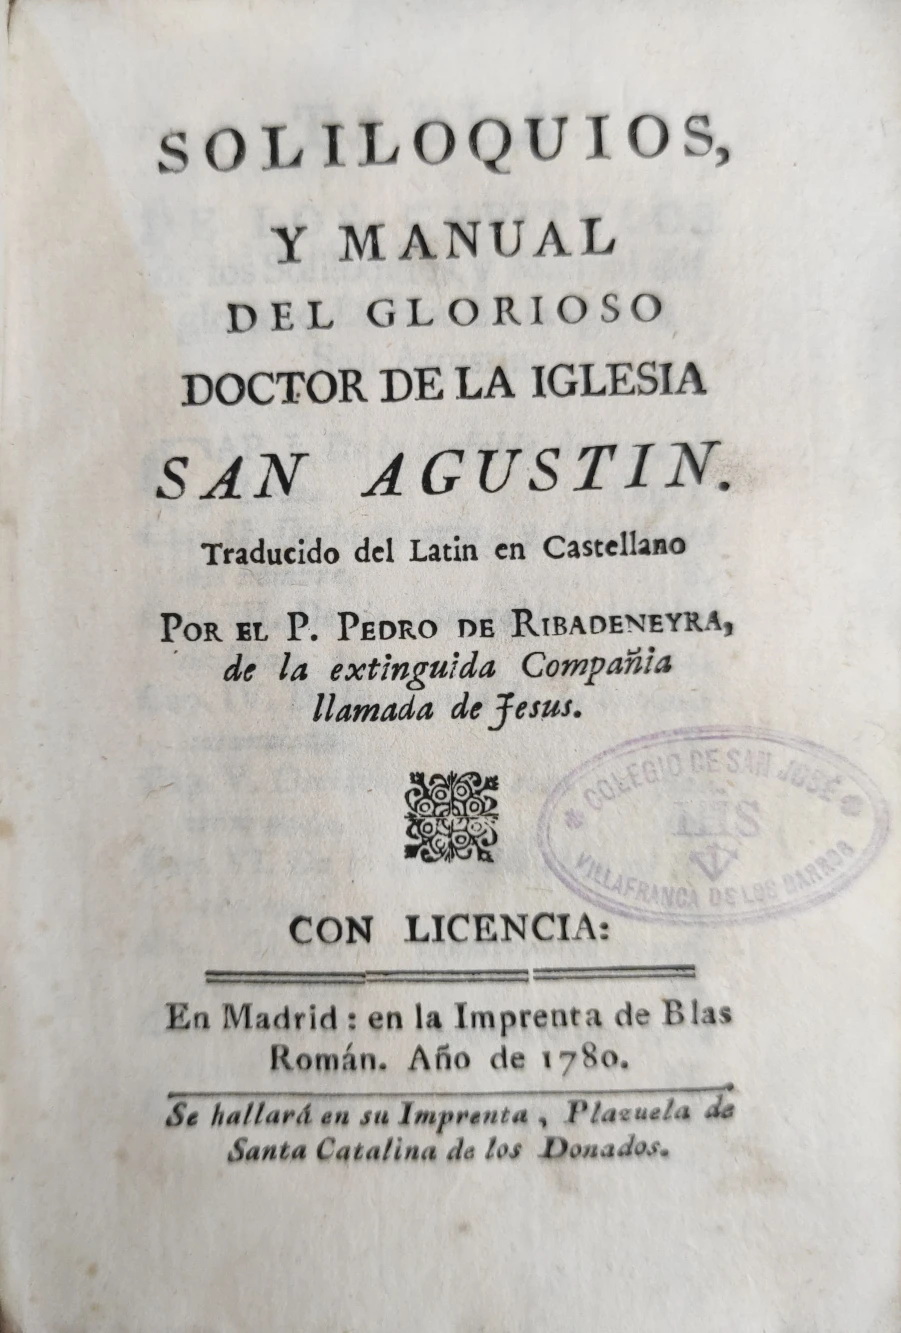 SOLILOQUIOS,
Y MANUAL
DEL GLORIOSO
DOCTOR DE LA IGLESIA
SAN AGUSTIN.
Traducido del Latin en Castellano
POR EL P. PEDRO DE RIBADENEYRA,
de la extinguida Compañia
llamada de Jesus.
COLEGIO DE SAN JOSÉ
VILLAFRANCA DE LOS BARROS
CON LICENCIA:
En Madrid : en la Imprenta de Blas
Román. Año de 1780.
Se hallará en su Imprenta, Plazuela de
Santa Catalina de los Donados.